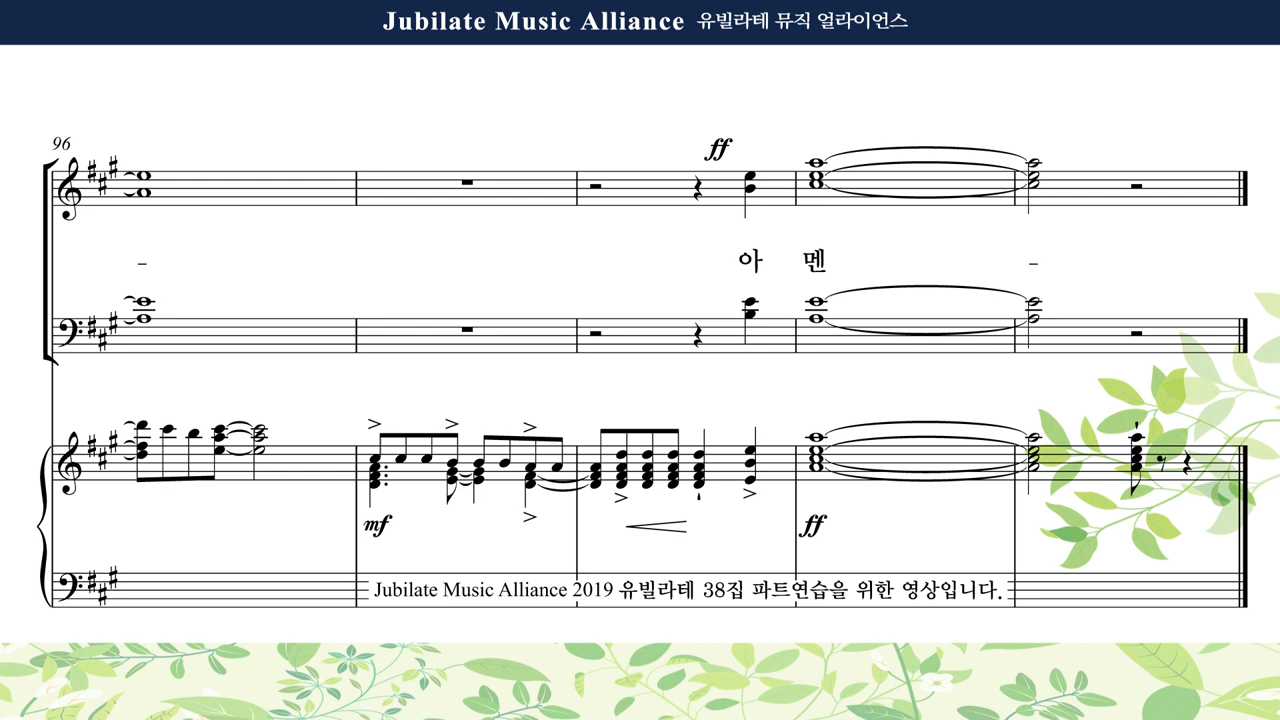 Jubilate Music Alliance 유빌라테 뮤직 얼라이언스
96
ff
아 멘
mf
ff
Jubilate Music Alliance 2019 유빌라테 38집 파트연습을 위한 영상입니다.